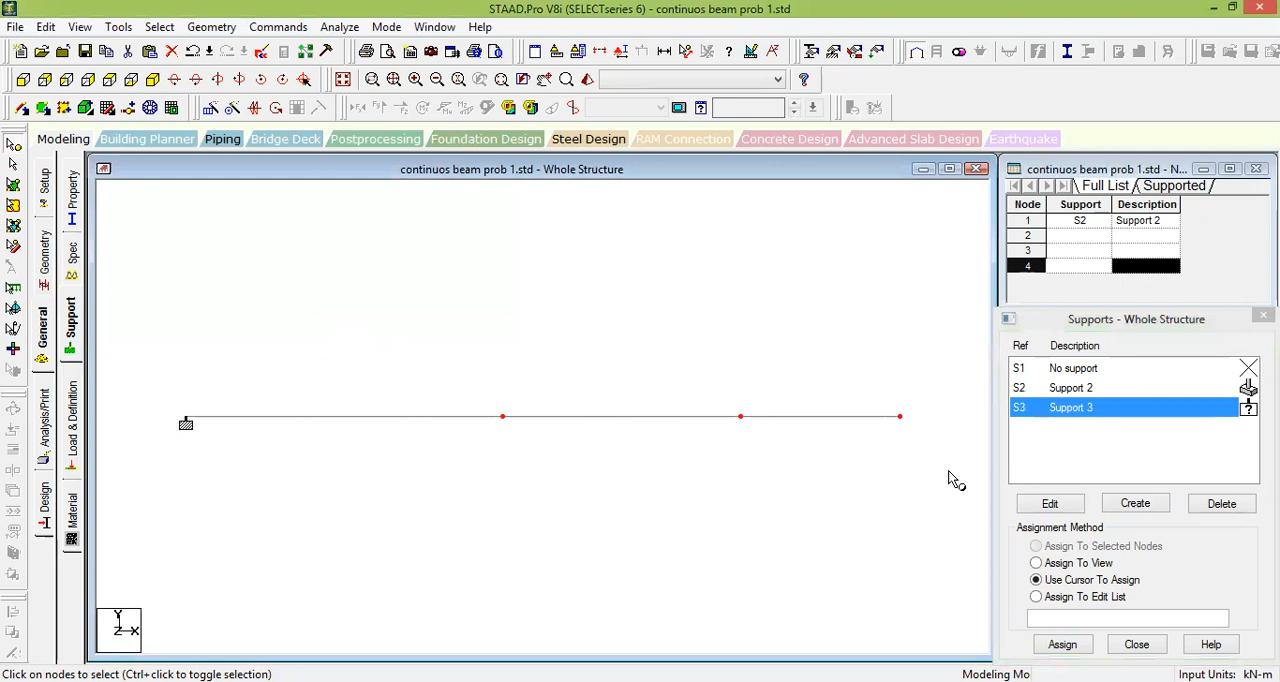 STAAD.Pro V8i (SELECTseries 6) - continuos beam prob 1.std
File Edit View Tools Select Geometry Commands Analyze Mode Window Help
Modeling Building Planner Piping Bridge Deck Postprocessing Foundation Design Steel Design RAM Connection Concrete Design Advanced Slab Design Earthquake
continuos beam prob 1.std - Whole Structure
Setup
Geometry
General
Analysis/Print
Design
Property
Spec
Support
Load & Definition
Material
Y
Z X
continuos beam prob 1.std - N...
Full List Supported
Node Support Description
1 S2 Support 2
2
3
4
Supports - Whole Structure
Ref Description
S1 No support
S2 Support 2
S3 Support 3
Edit Create Delete
Assignment Method
Assign To Selected Nodes
Assign To View
Use Cursor To Assign
Assign To Edit List
Assign Close Help
Click on nodes to select (Ctrl+click to toggle selection) Modeling Mo Input Units: kN-m